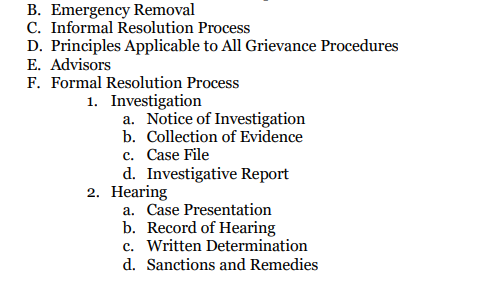 B. Emergency Removal
C. Informal Resolution Process
D. Principles Applicable to All Grievance Procedures
E. Advisors
F. Formal Resolution Process
1. Investigation
a. Notice of Investigation
b. Collection of Evidence
c. Case File
d. Investigative Report
2. Hearing
a. Case Presentation
b. Record of Hearing
c. Written Determination
d. Sanctions and Remedies